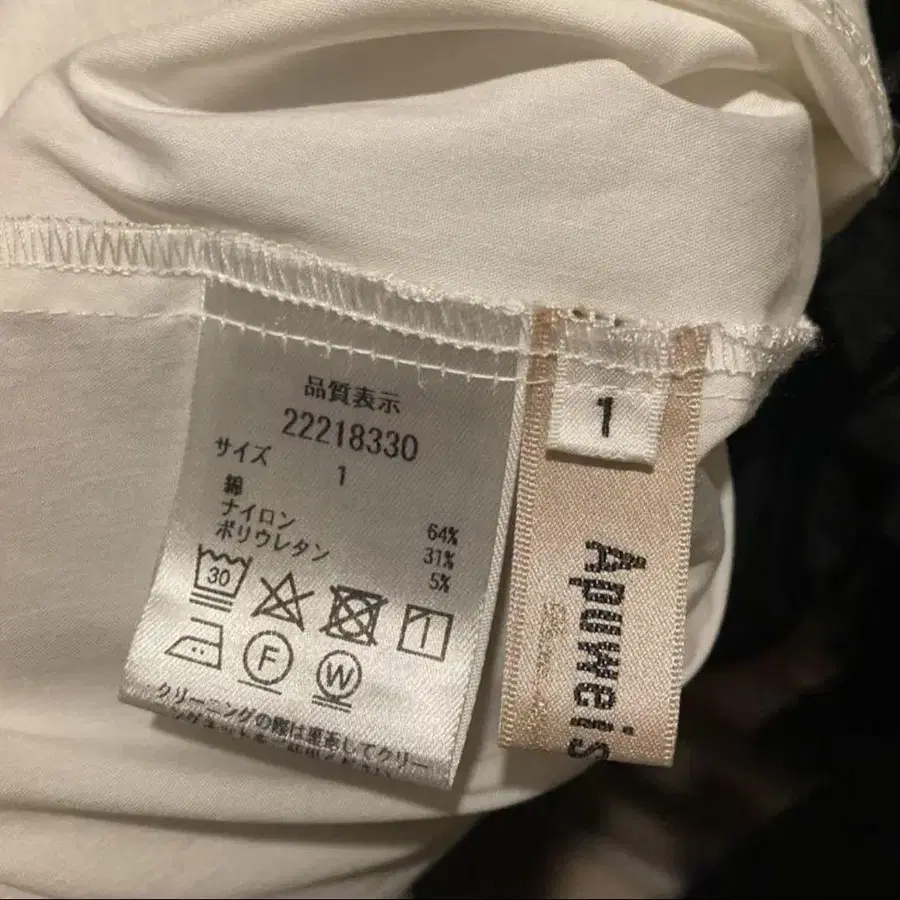 品質表示
22218330
サイズ 1
綿 64%
ナイロン 31%
ポリウレタン 5%
30
F
W
クリーニングの際は裏返してクリー
1
Apuweis